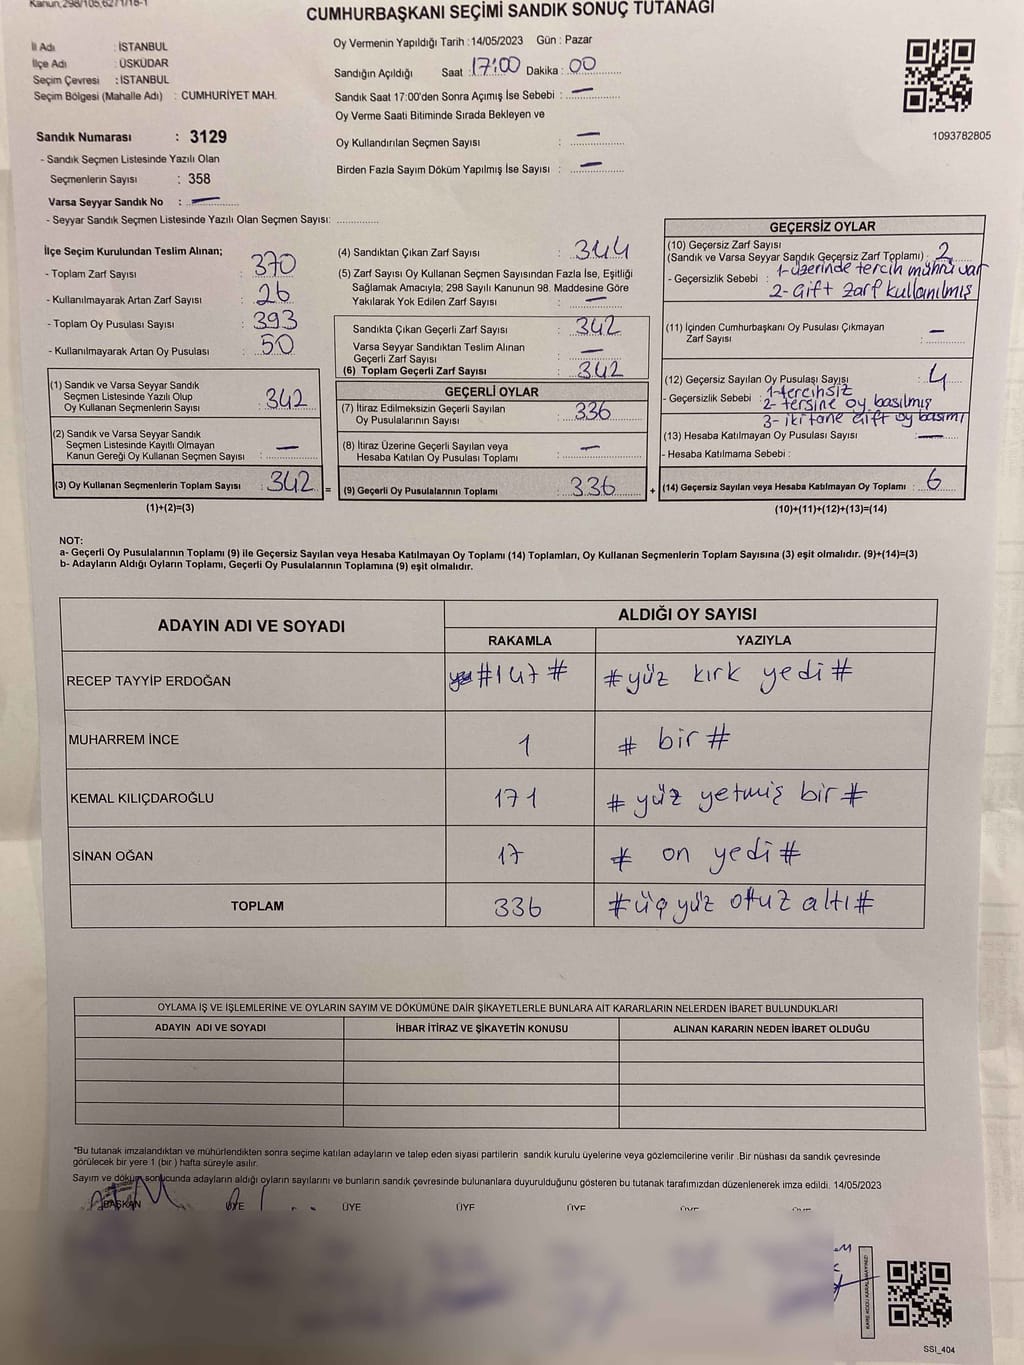 Kanun,298/105,6271/18-1
CUMHURBAŞKANI SEÇİMİ SANDIK SONUÇ TUTANAĞI
İl Adı : İSTANBUL
İlçe Adı : ÜSKÜDAR
Seçim Çevresi : İSTANBUL
Seçim Bölgesi (Mahalle Adı) : CUMHURİYET MAH.
Sandık Numarası : 3129
- Sandık Seçmen Listesinde Yazılı Olan
Seçmenlerin Sayısı : 358
Varsa Seyyar Sandık No : —
- Seyyar Sandık Seçmen Listesinde Yazılı Olan Seçmen Sayısı: ..............
Oy Vermenin Yapıldığı Tarih : 14/05/2023 Gün : Pazar
Sandığın Açıldığı Saat : 17:00 Dakika : 00
Sandık Saat 17:00'den Sonra Açımış İse Sebebi : —
Oy Verme Saati Bitiminde Sırada Bekleyen ve
Oy Kullandırılan Seçmen Sayısı : —
Birden Fazla Sayım Döküm Yapılmış İse Sayısı : —
1093782805
İlçe Seçim Kurulundan Teslim Alınan;
- Toplam Zarf Sayısı : 370
- Kullanılmayarak Artan Zarf Sayısı : 26
- Toplam Oy Pusulası Sayısı : 393
- Kullanılmayarak Artan Oy Pusulası : 50
(1) Sandık ve Varsa Seyyar Sandık
Seçmen Listesinde Yazılı Olup
Oy Kullanan Seçmenlerin Sayısı : 342
(2) Sandık ve Varsa Seyyar Sandık
Seçmen Listesinde Kayıtlı Olmayan
Kanun Gereği Oy Kullanan Seçmen Sayısı : —
(3) Oy Kullanan Seçmenlerin Toplam Sayısı : 342 =
(1)+(2)=(3)
(4) Sandıktan Çıkan Zarf Sayısı : 344
(5) Zarf Sayısı Oy Kullanan Seçmen Sayısından Fazla İse, Eşitliği
Sağlamak Amacıyla; 298 Sayılı Kanunun 98. Maddesine Göre
Yakılarak Yok Edilen Zarf Sayısı : —
Sandıkta Çıkan Geçerli Zarf Sayısı : 342
Varsa Seyyar Sandıktan Teslim Alınan
Geçerli Zarf Sayısı : —
(6) Toplam Geçerli Zarf Sayısı : 342
GEÇERLİ OYLAR
(7) İtiraz Edilmeksizin Geçerli Sayılan
Oy Pusulalarının Sayısı : 336
(8) İtiraz Üzerine Geçerli Sayılan veya
Hesaba Katılan Oy Pusulası Toplamı : —
(9) Geçerli Oy Pusulalarının Toplamı : 336 +
GEÇERSİZ OYLAR
(10) Geçersiz Zarf Sayısı
(Sandık ve Varsa Seyyar Sandık Geçersiz Zarf Toplamı) : 2
- Geçersizlik Sebebi : 1- üzerinde tercih mührü var
2- Gift zarf kullanılmış
(11) İçinden Cumhurbaşkanı Oy Pusulası Çıkmayan
Zarf Sayısı : —
(12) Geçersiz Sayılan Oy Pusulası Sayısı : 4
- Geçersizlik Sebebi : 1- tercihsiz
2- tersine oy basılmış
3- iki tane Gift oy basımı
(13) Hesaba Katılmayan Oy Pusulası Sayısı : —
- Hesaba Katılmama Sebebi :
(14) Geçersiz Sayılan veya Hesaba Katılmayan Oy Toplamı : 6
(10)+(11)+(12)+(13)=(14)
NOT:
a- Geçerli Oy Pusulalarının Toplamı (9) ile Geçersiz Sayılan veya Hesaba Katılmayan Oy Toplamı (14) Toplamları, Oy Kullanan Seçmenlerin Toplam Sayısına (3) eşit olmalıdır. (9)+(14)=(3)
b- Adayların Aldığı Oyların Toplamı, Geçerli Oy Pusulalarının Toplamına (9) eşit olmalıdır.
ADAYIN ADI VE SOYADI ALDIĞI OY SAYISI
RAKAMLA YAZIYLA
RECEP TAYYİP ERDOĞAN #147# #yüz kırk yedi#
MUHARREM İNCE 1 # bir #
KEMAL KILIÇDAROĞLU 171 # yüz yetmiş bir #
SİNAN OĞAN 17 # on yedi #
TOPLAM 336 #üç yüz otuz altı#
OYLAMA İŞ VE İŞLEMLERİNE VE OYLARIN SAYIM VE DÖKÜMÜNE DAİR ŞİKAYETLERLE BUNLARA AİT KARARLARIN NELERDEN İBARET BULUNDUKLARI
ADAYIN ADI VE SOYADI İHBAR İTİRAZ VE ŞİKAYETİN KONUSU ALINAN KARARIN NEDEN İBARET OLDUĞU
*Bu tutanak imzalandıktan ve mühürlendikten sonra seçime katılan adayların ve talep eden siyasi partilerin sandık kurulu üyelerine veya gözlemcilerine verilir .Bir nüshası da sandık çevresinde
görülecek bir yere 1 (bir ) hafta süreyle asılır.
Sayım ve döküm sonucunda adayların aldığı oyların sayılarını ve bunların sandık çevresinde bulunanlara duyurulduğunu gösteren bu tutanak tarafımızdan düzenlenerek imza edildi. 14/05/2023
BAŞKAN ÜYE ÜYE ÜYE ÜYE ÜYE ÜYE
SSI_404